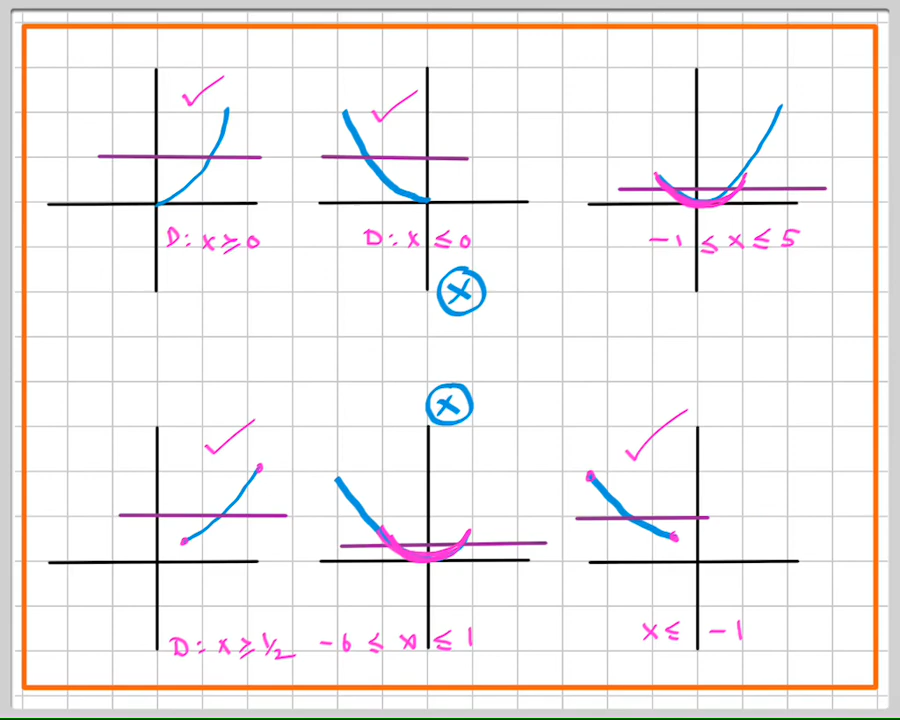 D: x ≥ 0
D: x ≤ 0
-1 ≤ x ≤ 5
x
x
D: x ≥ 1/2
-6 ≤ x ≤ 1
x ≤ -1